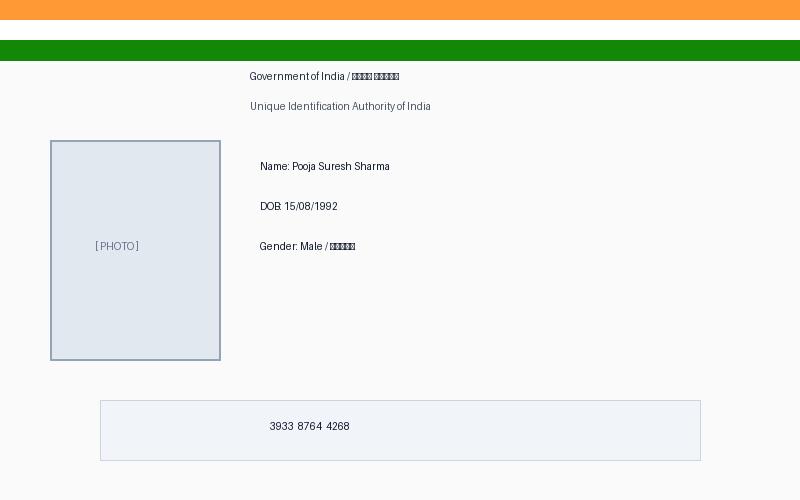 Government of India /
Unique Identification Authority of India
Name: Pooja Suresh Sharma
DOB: 15/08/1992
[ PHOTO ]
Gender: Male /
3933 8764 4268